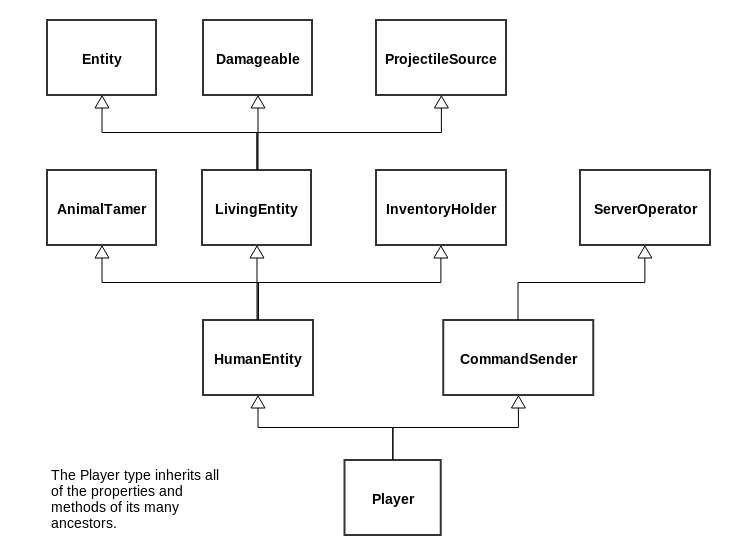 Entity
Damageable
ProjectileSource
AnimalTamer
LivingEntity
InventoryHolder
ServerOperator
HumanEntity
CommandSender
The Player type inherits all
of the properties and
methods of its many
ancestors.
Player